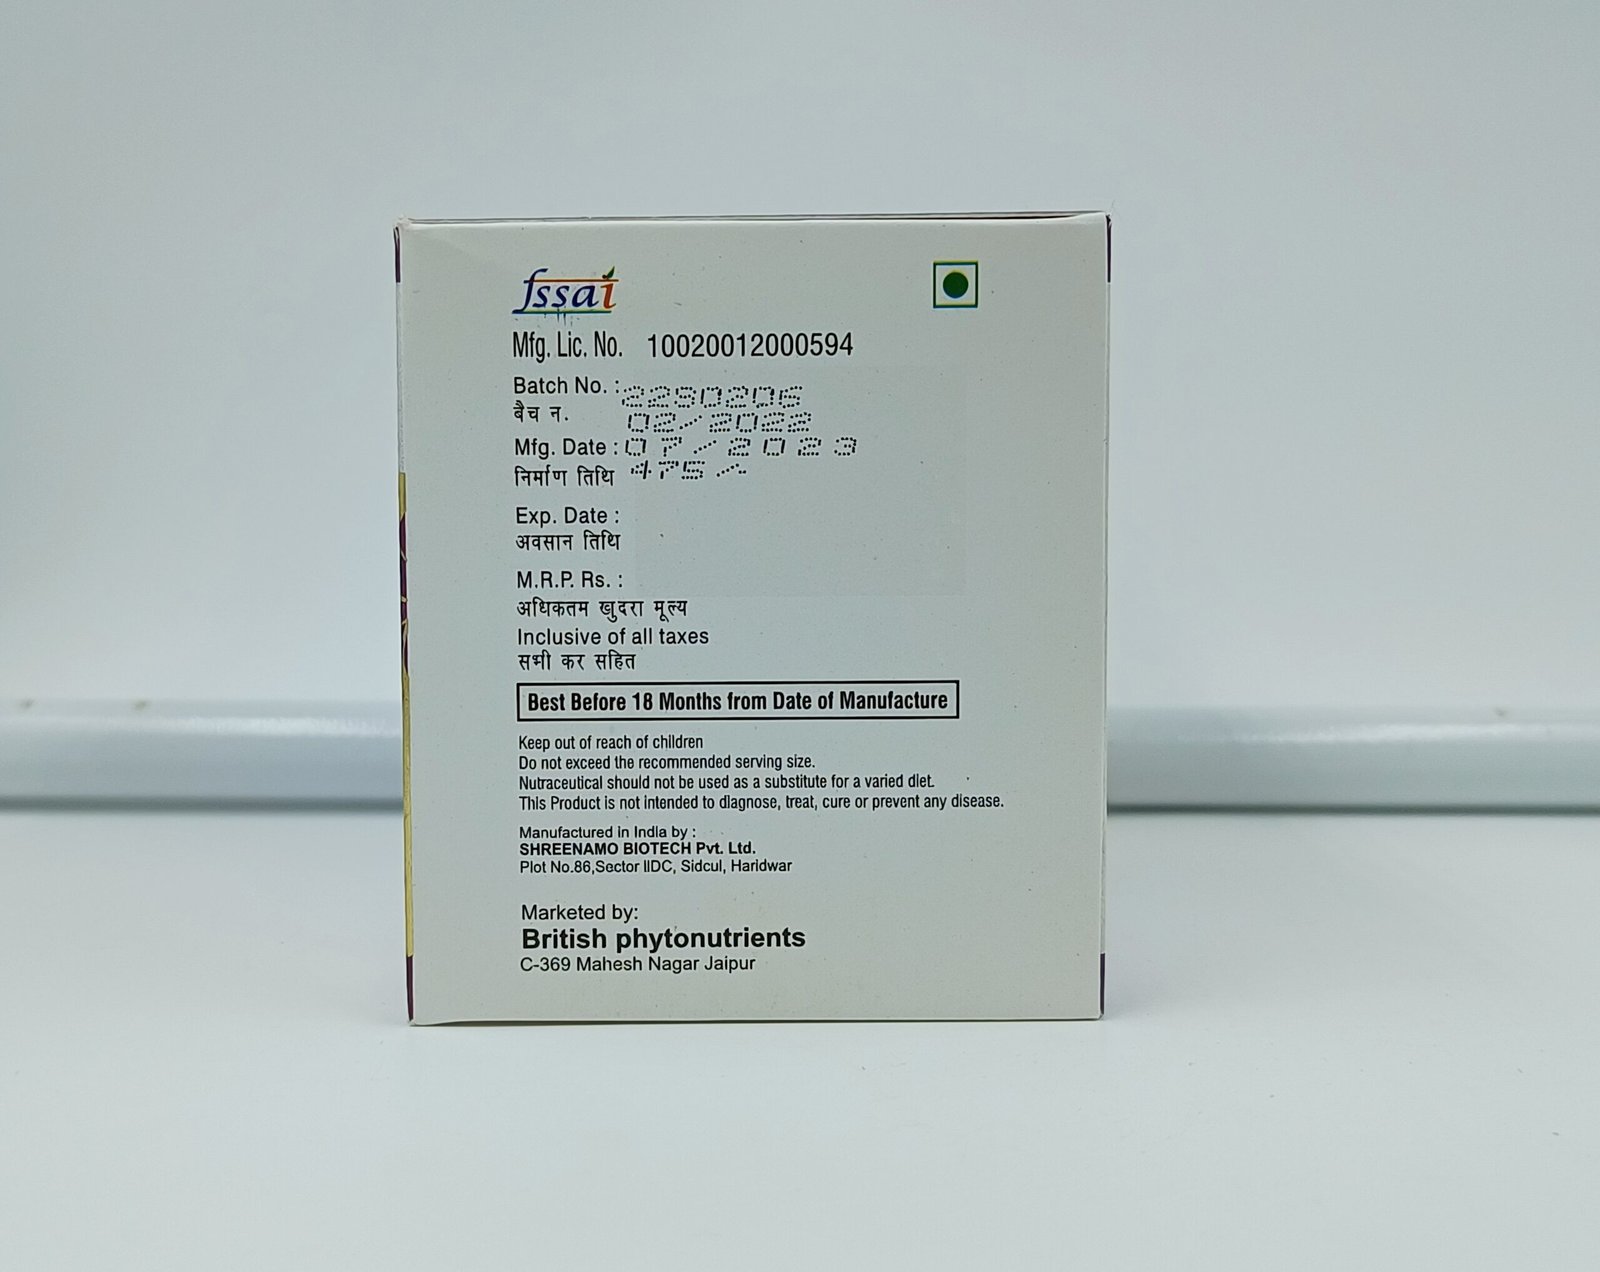 fssai
Mfg. Lic. No. 10020012000594
Batch No. : 2290206
बैच न.
02/2022
Mfg. Date : 07/2023
निर्माण तिथि 475/-
Exp. Date :
अवसान तिथि
M.R.P. Rs. :
अधिकतम खुदरा मूल्य
Inclusive of all taxes
सभी कर सहित
Best Before 18 Months from Date of Manufacture
Keep out of reach of children
Do not exceed the recommended serving size.
Nutraceutical should not be used as a substitute for a varied diet.
This Product is not intended to diagnose, treat, cure or prevent any disease.
Manufactured in India by :
SHREENAMO BIOTECH Pvt. Ltd.
Plot No.86,Sector IIDC, Sidcul, Haridwar
Marketed by:
British phytonutrients
C-369 Mahesh Nagar Jaipur